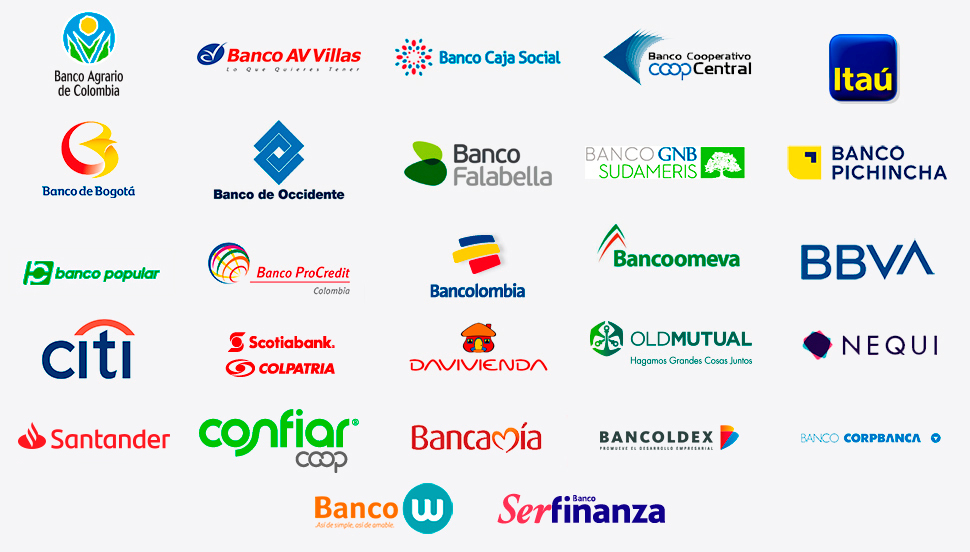 Banco Agrario
de Colombia
Banco AV Villas
Lo Que Quieres Tener
Banco Caja Social
Banco Cooperativo
coopCentral
Itaú
Banco de Bogotá
Banco de Occidente
Banco
Falabella
BANCO GNB
SUDAMERIS
BANCO
PICHINCHA
banco popular
Banco ProCredit
Colombia
Bancolombia
Bancoomeva
BBVA
citi
Scotiabank.
COLPATRIA
DAVIVIENDA
OLDMUTUAL
Hagamos Grandes Cosas Juntos
NEQUI
Santander
confiar®
coop
Bancamía
BANCOLDEX
PROMUEVE EL DESARROLLO EMPRESARIAL
BANCO CORPBANCA
Banco W
Así de simple, así de amable.
Banco
Serfinanza